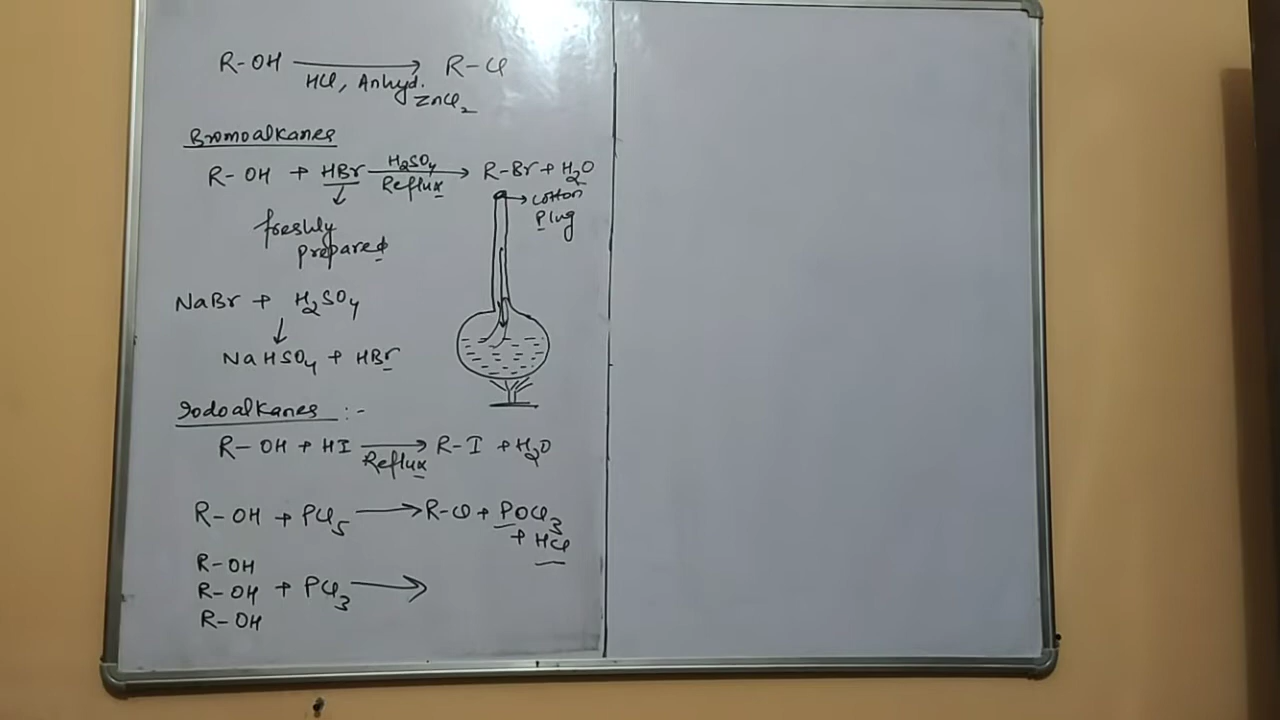 R-OH ⟶ R-Cl
HCl, Anhyd.
ZnCl₂
Bromoalkanes
R-OH + HBr ⟶ R-Br + H₂O
H₂SO₄
Reflux
cotton
plug
freshly
prepared
NaBr + H₂SO₄
↓
NaHSO₄ + HBr
Iodoalkanes :-
R-OH + HI ⟶ R-I + H₂O
Reflux
R-OH + PCl₅ ⟶ R-Cl + POCl₃
+ HCl
R-OH
R-OH + PCl₃ ⟶
R-OH